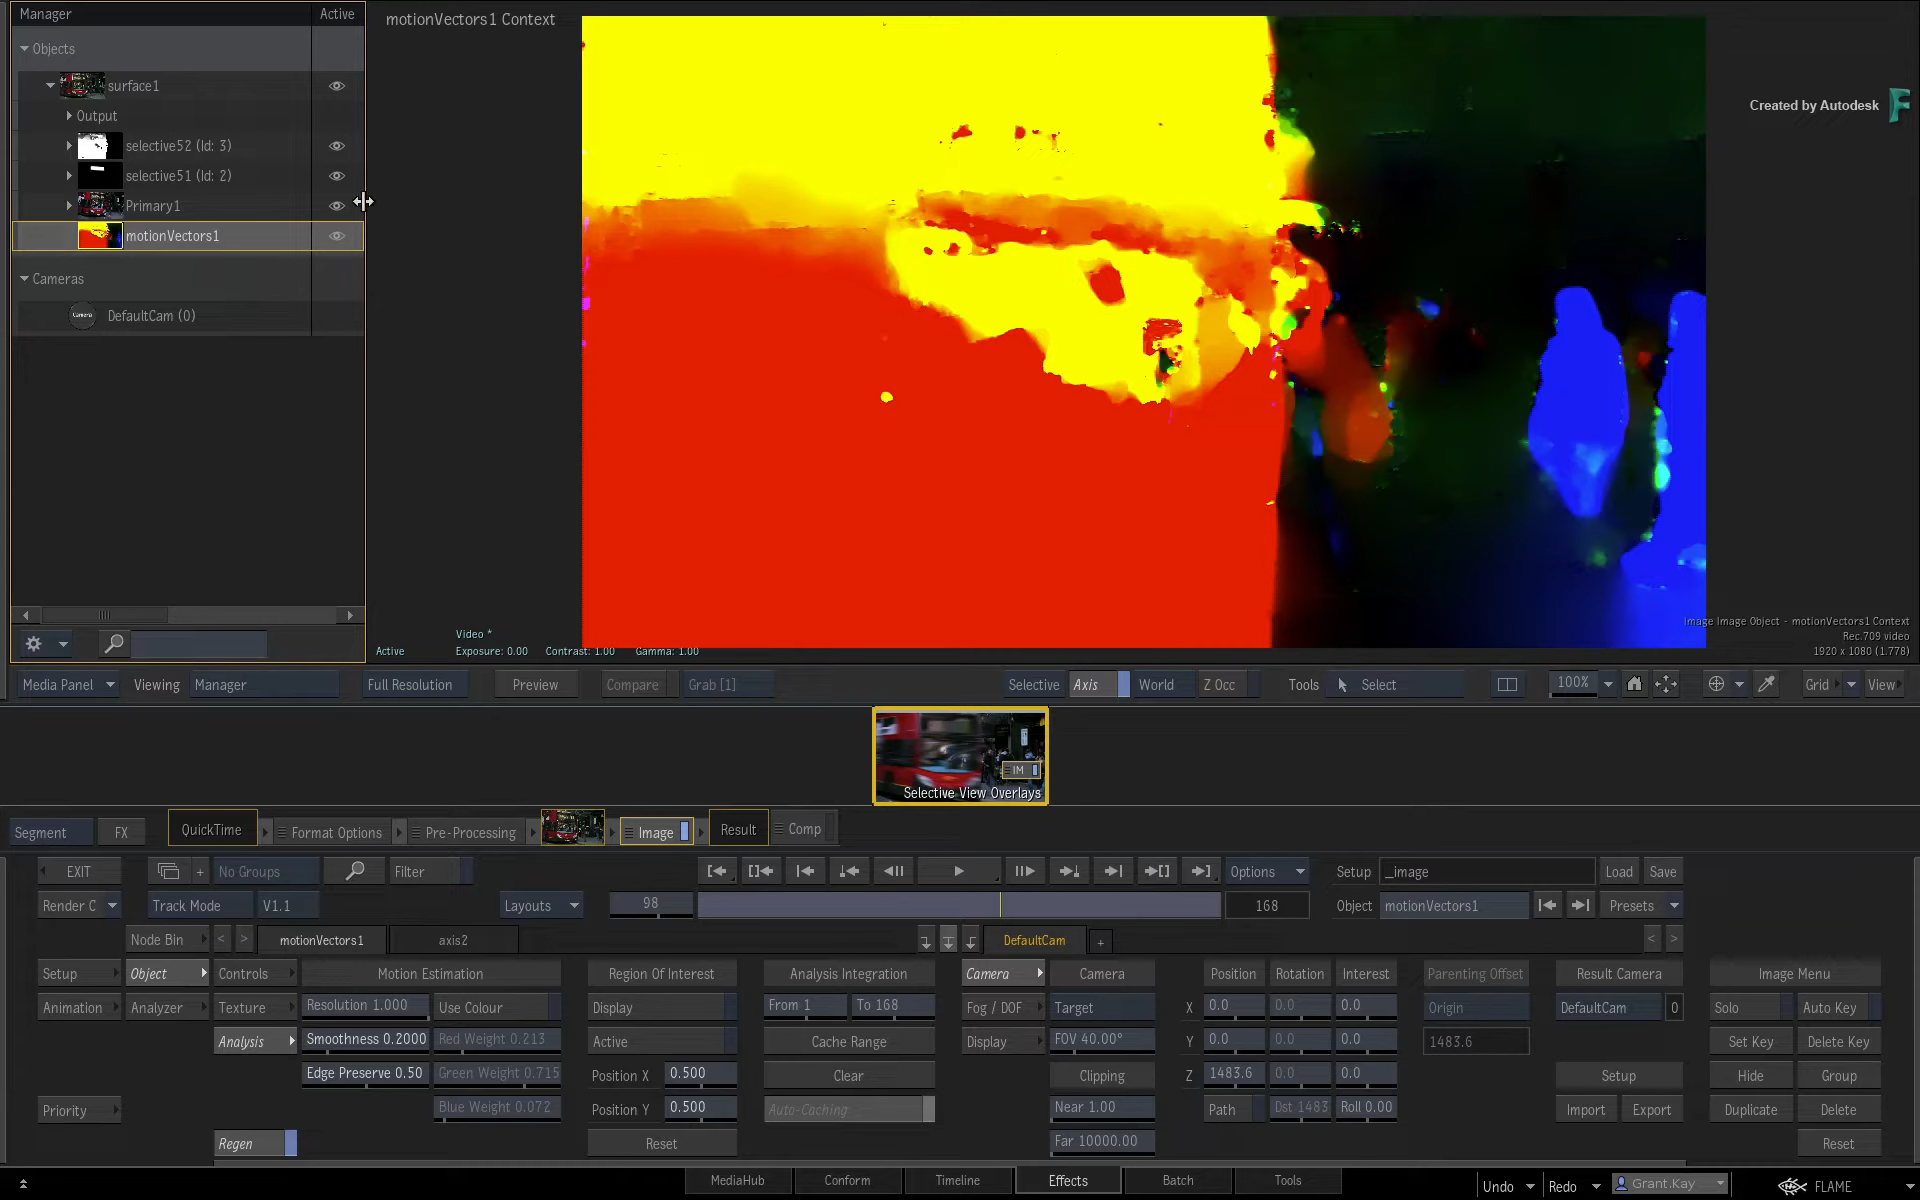 Manager Active
motionVectors1 Context
Objects
surface1
Output
selective52 (Id: 3)
selective51 (Id: 2)
Primary1
motionVectors1
Cameras
Camera DefaultCam (0)
Created by Autodesk
Video *
Active Exposure: 0.00 Contrast: 1.00 Gamma: 1.00
Image Image Object - motionVectors1 Context
Rec.709 video
1920 x 1080 (1.778)
Media Panel Viewing Manager Full Resolution Preview Compare Grab [1] Selective Axis World Z Occ Tools Select 100% Grid View
IM
Selective View Overlays
Segment FX QuickTime Format Options Pre-Processing Image Result Comp
EXIT + No Groups Filter Options Setup _image Load Save
Render C Track Mode V1.1 Layouts 98 168 Object motionVectors1 Presets
Node Bin < > motionVectors1 axis2 DefaultCam + < >
Setup Object Controls Motion Estimation Region Of Interest Analysis Integration Camera Camera Position Rotation Interest Parenting Offset Result Camera Image Menu
Animation Analyzer Texture Resolution 1.000 Use Colour Display From 1 To 168 Fog / DOF Target X 0.0 0.0 0.0 Origin DefaultCam 0 Solo Auto Key
Analysis Smoothness 0.2000 Red Weight 0.213 Active Cache Range Display FOV 40.00° Y 0.0 0.0 0.0 1483.6 Set Key Delete Key
Edge Preserve 0.50 Green Weight 0.715 Position X 0.500 Clear Clipping Z 1483.6 0.0 0.0 Setup Hide Group
Priority Blue Weight 0.072 Position Y 0.500 Auto-Caching Near 1.00 Path Dst 1483 Roll 0.00 Import Export Duplicate Delete
Regen Reset Far 10000.00 Reset
MediaHub Conform Timeline Effects Batch Tools Undo Redo Grant.Kay FLAME